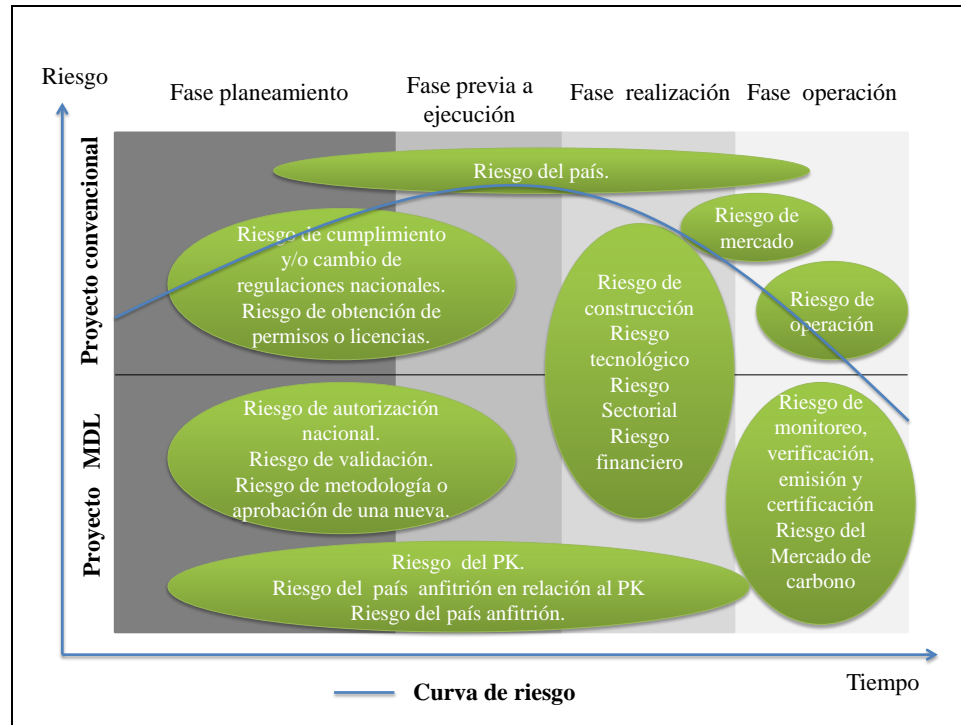 Riesgo
Fase planeamiento
Fase previa a
ejecución
Fase realización
Fase operación
Proyecto convencional
Proyecto MDL
Riesgo del país.
Riesgo de cumplimiento
y/o cambio de
regulaciones nacionales.
Riesgo de obtención de
permisos o licencias.
Riesgo de
mercado
Riesgo de
construcción
Riesgo
tecnológico
Riesgo
Sectorial
Riesgo
financiero
Riesgo de
operación
Riesgo de autorización
nacional.
Riesgo de validación.
Riesgo de metodología o
aprobación de una nueva.
Riesgo de
monitoreo,
verificación,
emisión y
certificación
Riesgo del
Mercado de
carbono
Riesgo del PK.
Riesgo del país anfitrión en relación al PK
Riesgo del país anfitrión.
Curva de riesgo
Tiempo